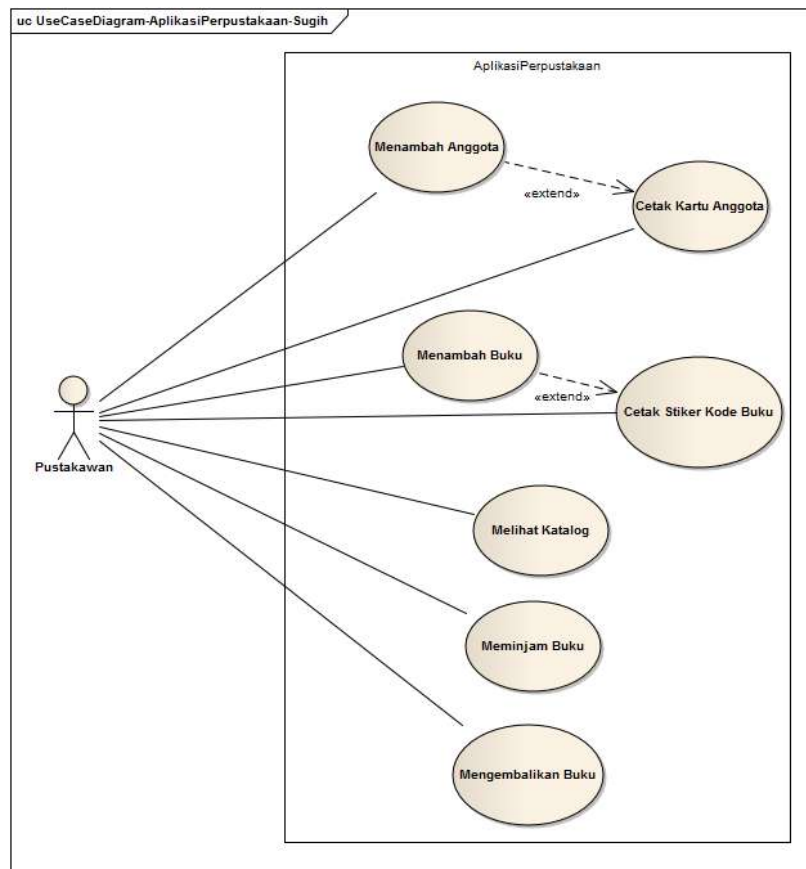 uc UseCaseDiagram-AplikasiPerpustakaan-Sugih
AplikasiPerpustakaan
Menambah Anggota
«extend»
Cetak Kartu Anggota
Menambah Buku
«extend»
Cetak Stiker Kode Buku
Pustakawan
Melihat Katalog
Meminjam Buku
Mengembalikan Buku